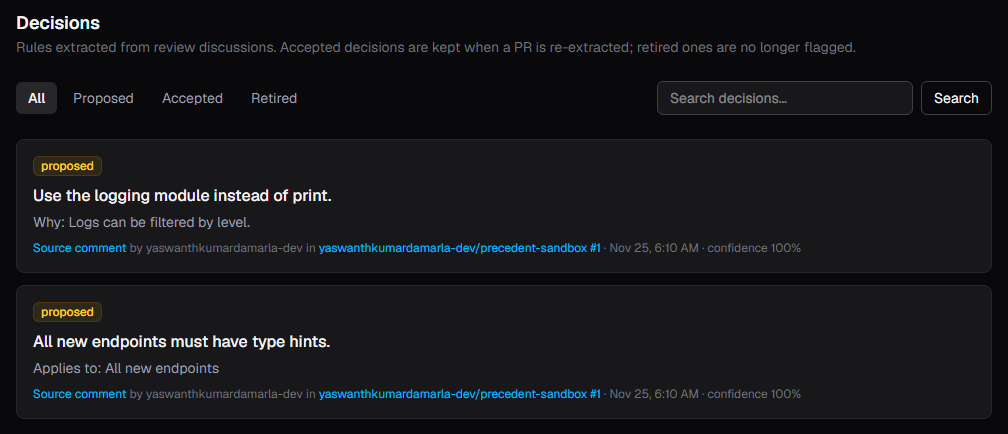 Decisions
Rules extracted from review discussions. Accepted decisions are kept when a PR is re-extracted; retired ones are no longer flagged.
All Proposed Accepted Retired Search decisions... Search
proposed
Use the logging module instead of print.
Why: Logs can be filtered by level.
Source comment by yaswanthkumardamarla-dev in yaswanthkumardamarla-dev/precedent-sandbox #1 · Nov 25, 6:10 AM · confidence 100%
proposed
All new endpoints must have type hints.
Applies to: All new endpoints
Source comment by yaswanthkumardamarla-dev in yaswanthkumardamarla-dev/precedent-sandbox #1 · Nov 25, 6:10 AM · confidence 100%